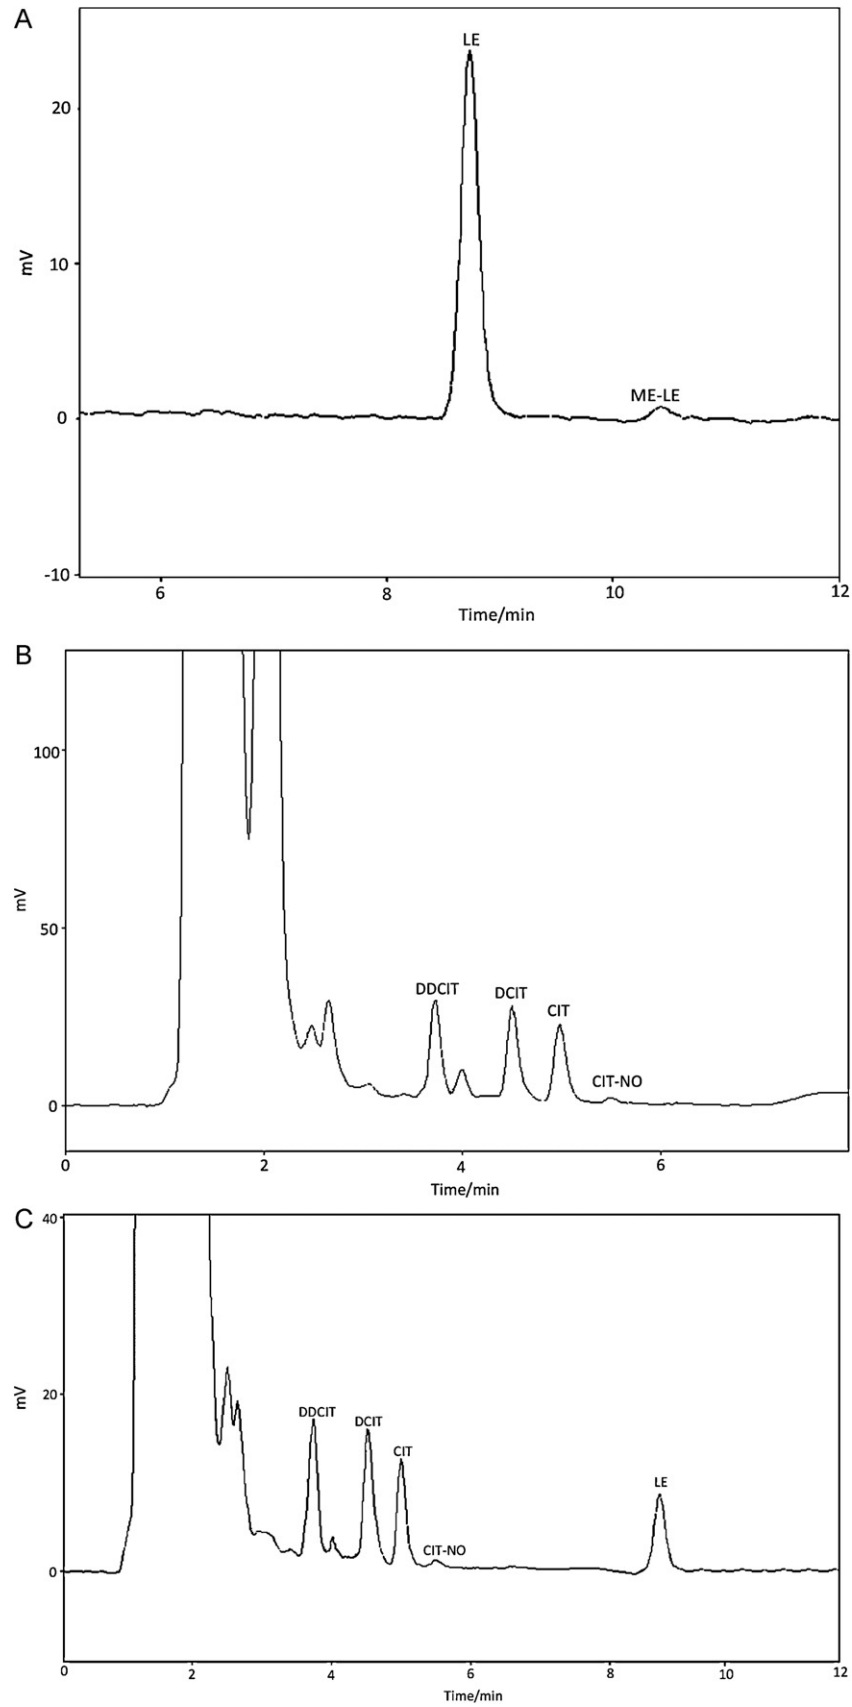 A
LE
20
10
mV
ME-LE
0
-10
6 8 10 12
Time/min
B
100
mV
50
DDCIT DCIT CIT CIT-NO
0
0 2 4 6
Time/min
C
40
mV
20
DDCIT DCIT CIT LE
CIT-NO
0
0 2 4 6 8 10 12
Time/min